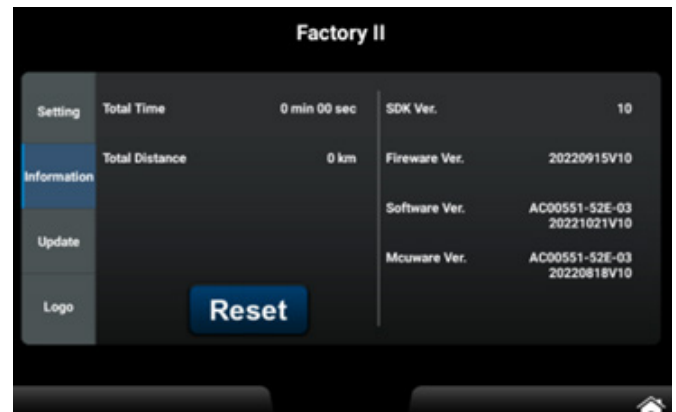 Factory II
Setting
Information
Update
Logo
Total Time 0 min 00 sec
Total Distance 0 km
Reset
SDK Ver. 10
Fireware Ver. 20220915V10
Software Ver. AC00551-52E-03
20221021V10
Mcuware Ver. AC00551-52E-03
20220818V10